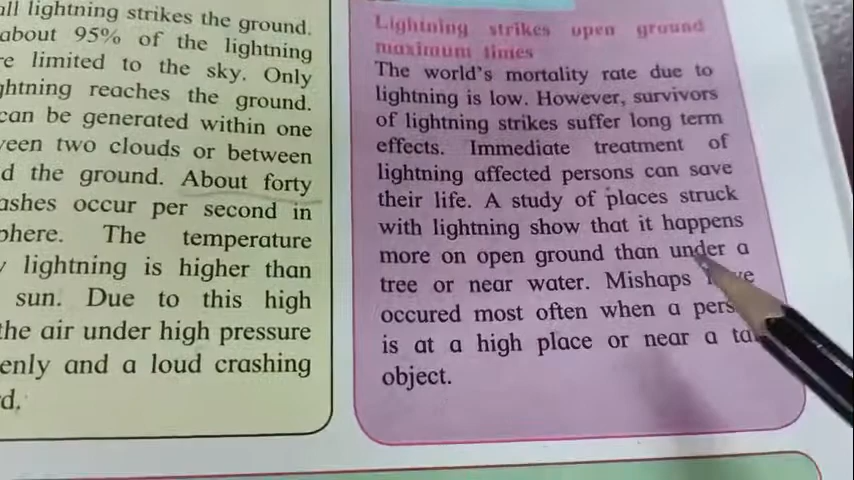 all lightning strikes the ground.
about 95% of the lightning
re limited to the sky. Only
ghtning reaches the ground.
can be generated within one
veen two clouds or between
d the ground. About forty
ashes occur per second in
phere. The temperature
y lightning is higher than
sun. Due to this high
the air under high pressure
enly and a loud crashing
d.
Lightning strikes open ground
maximum times
The world's mortality rate due to
lightning is low. However, survivors
of lightning strikes suffer long term
effects. Immediate treatment of
lightning affected persons can save
their life. A study of places struck
with lightning show that it happens
more on open ground than under a
tree or near water. Mishaps
occured most often when a pers
is at a high place or near a ta
object.